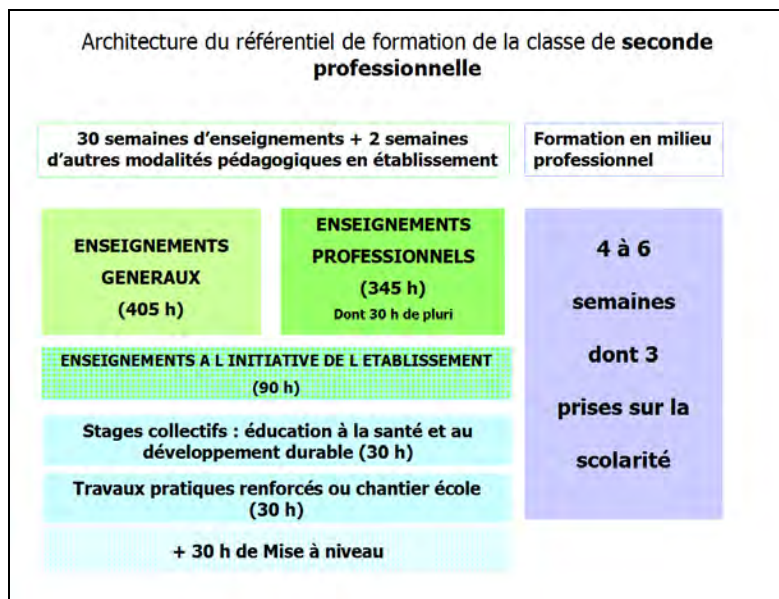 Architecture du référentiel de formation de la classe de seconde
professionnelle
30 semaines d'enseignements + 2 semaines
d'autres modalités pédagogiques en établissement
Formation en milieu
professionnel
ENSEIGNEMENTS
GENERAUX
(405 h)
ENSEIGNEMENTS
PROFESSIONNELS
(345 h)
Dont 30 h de pluri
4 à 6
semaines
dont 3
prises sur la
scolarité
ENSEIGNEMENTS A L INITIATIVE DE L ETABLISSEMENT
(90 h)
Stages collectifs : éducation à la santé et au
développement durable (30 h)
Travaux pratiques renforcés ou chantier école
(30 h)
+ 30 h de Mise à niveau